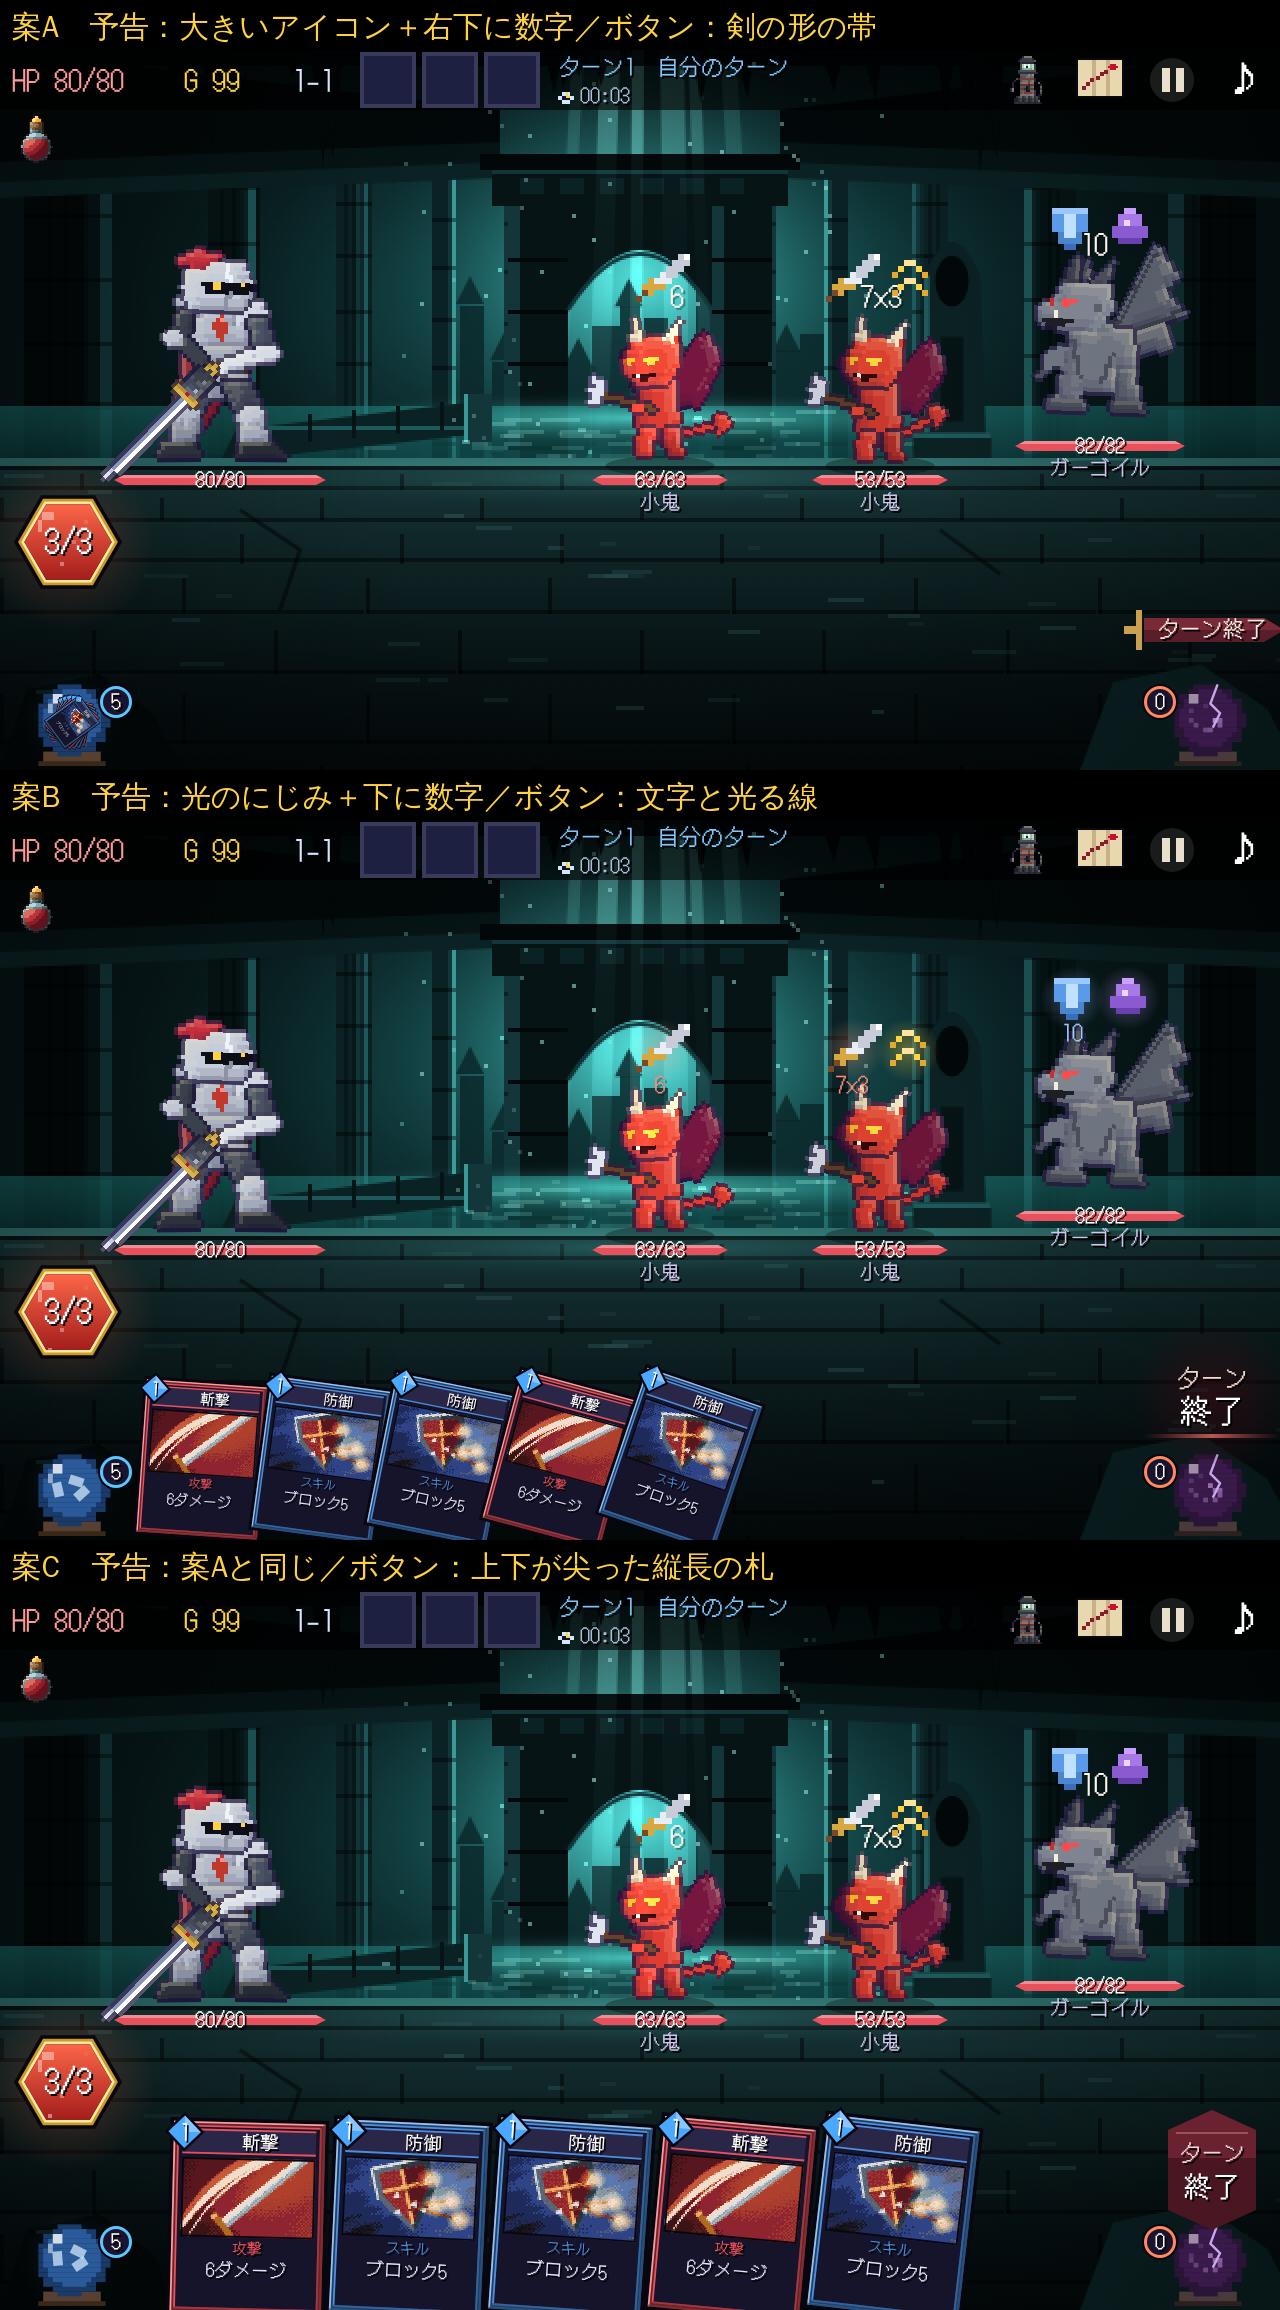 案A　予告：大きいアイコン＋右下に数字／ボタン：剣の形の帯
HP 80/80　G 99　1-1　ターン1　自分のターン
00:03
10
6　7x3
82/82
ガーゴイル
80/80　63/63　53/53
小鬼　小鬼
3/3
ターン終了
5　0
案B　予告：光のにじみ＋下に数字／ボタン：文字と光る線
HP 80/80　G 99　1-1　ターン1　自分のターン
00:03
10
6　7x3
82/82
ガーゴイル
80/80　63/63　53/53
小鬼　小鬼
3/3
ターン
終了
1　1　1　1　1
斬撃　防御　防御　斬撃　防御
攻撃　スキル　スキル　攻撃　スキル
6ダメージ　ブロック5　ブロック5　6ダメージ　ブロック5
5　0
案C　予告：案Aと同じ／ボタン：上下が尖った縦長の札
HP 80/80　G 99　1-1　ターン1　自分のターン
00:03
10
6　7x3
82/82
ガーゴイル
80/80　63/63　53/53
小鬼　小鬼
3/3
1　1　1　1　1
斬撃　防御　防御　斬撃　防御
ターン
終了
攻撃　スキル　スキル　攻撃　スキル
6ダメージ　ブロック5　ブロック5　6ダメージ　ブロック5
5　0